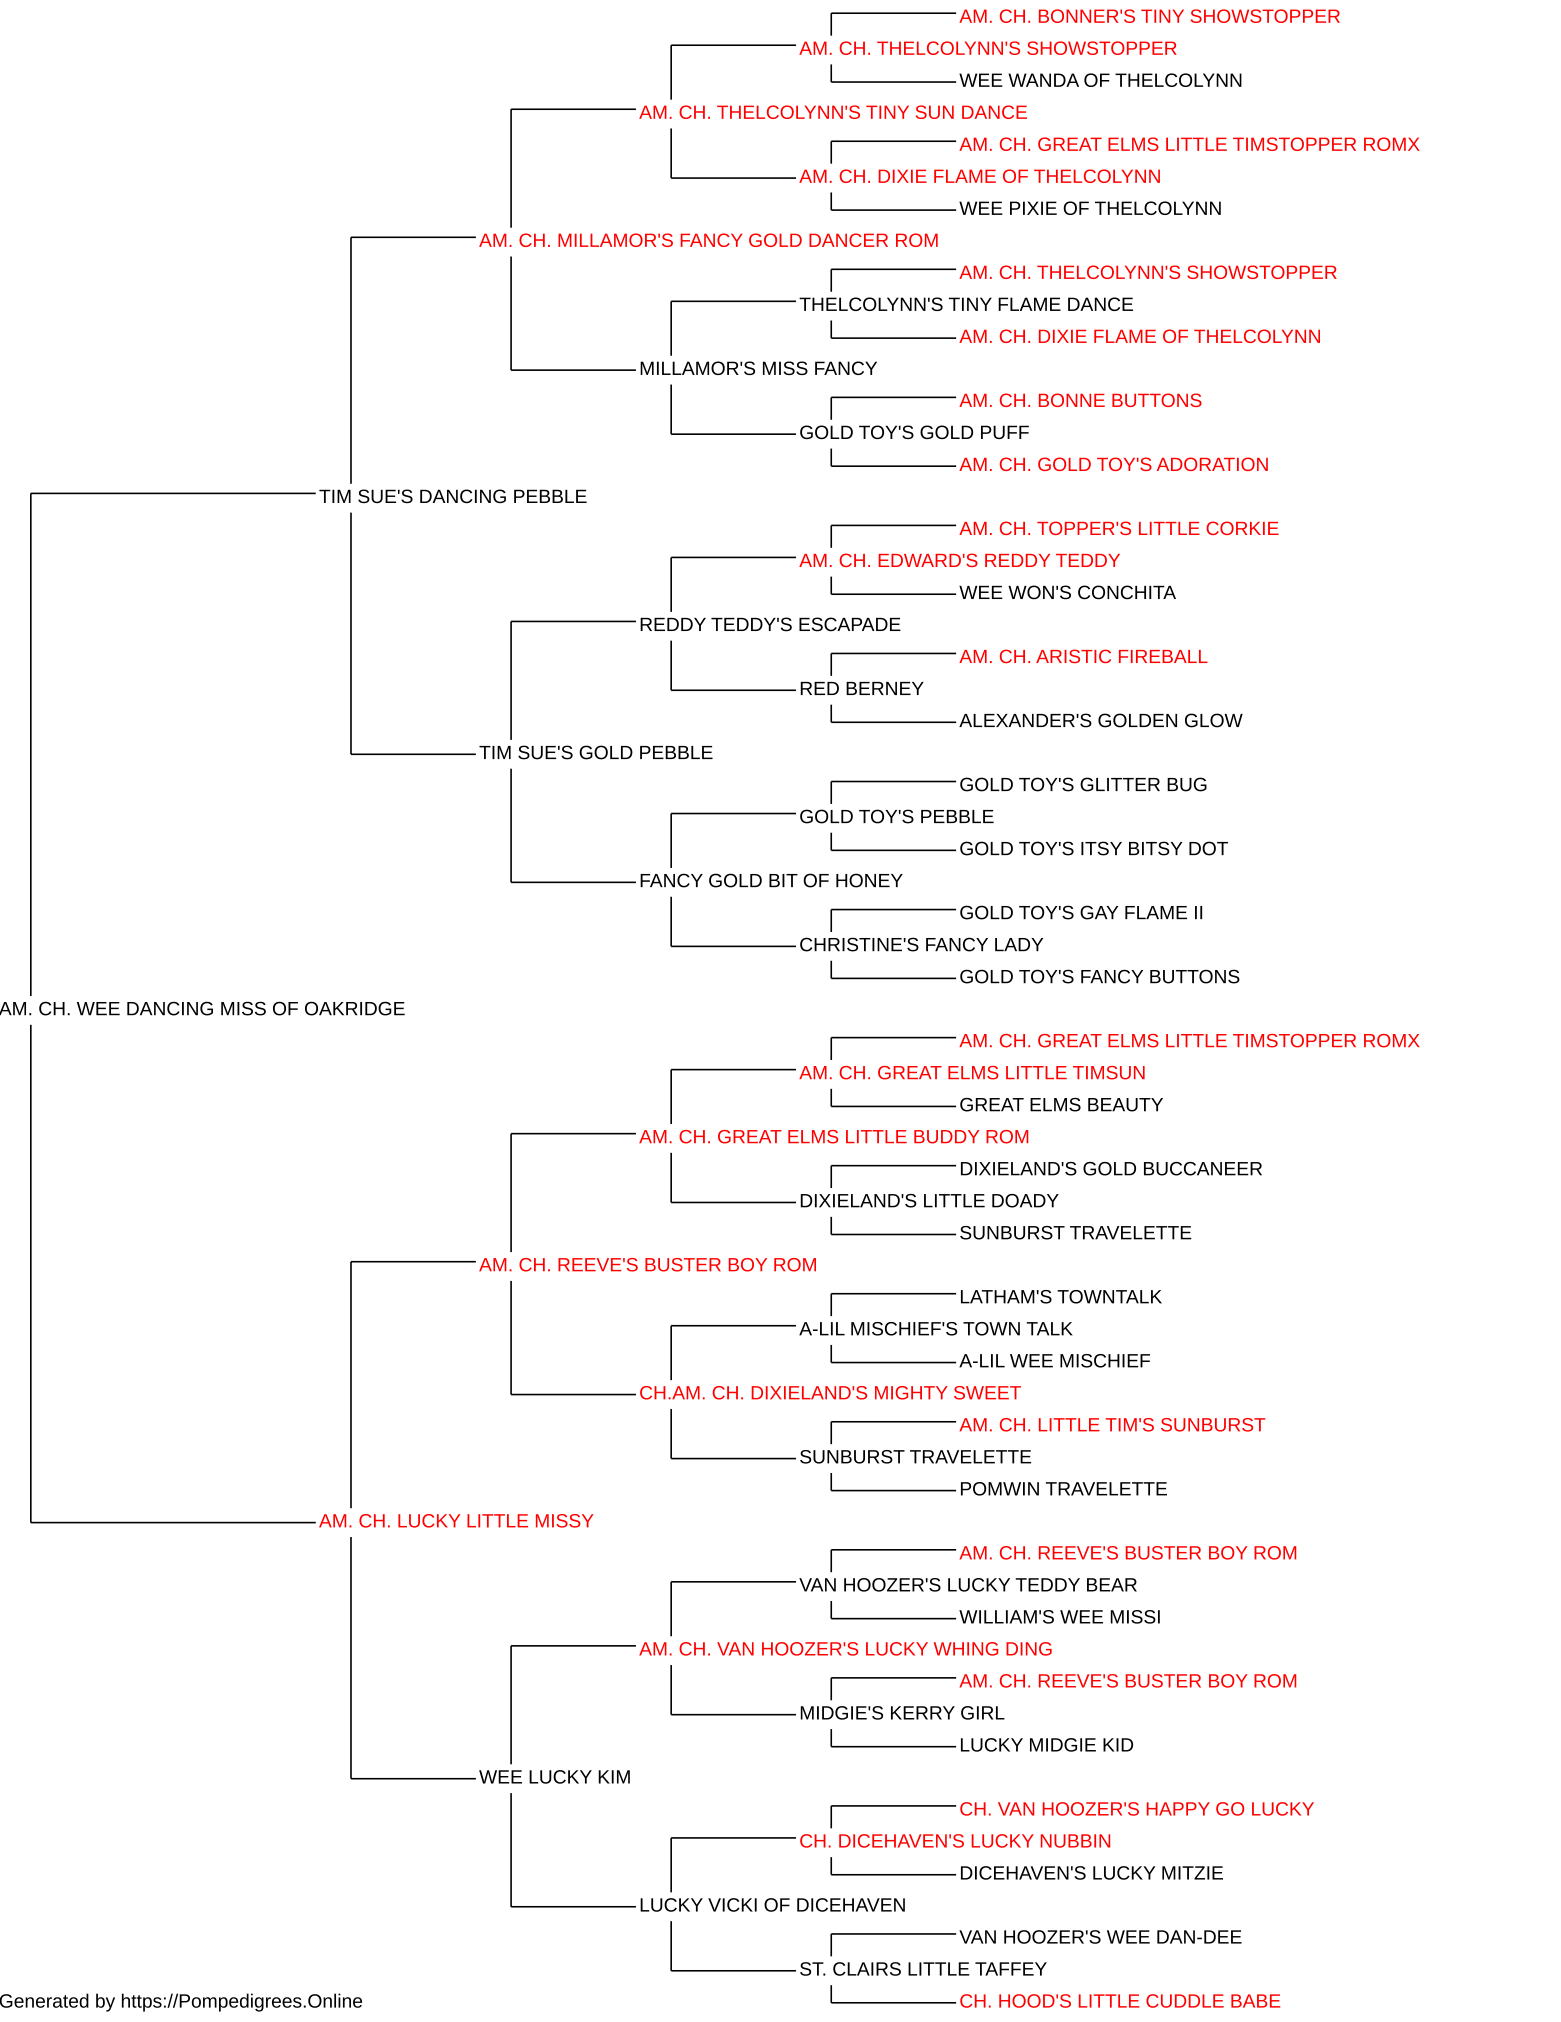 AM. CH. BONNER'S TINY SHOWSTOPPER
AM. CH. THELCOLYNN'S SHOWSTOPPER
WEE WANDA OF THELCOLYNN
AM. CH. THELCOLYNN'S TINY SUN DANCE
AM. CH. GREAT ELMS LITTLE TIMSTOPPER ROMX
AM. CH. DIXIE FLAME OF THELCOLYNN
WEE PIXIE OF THELCOLYNN
AM. CH. MILLAMOR'S FANCY GOLD DANCER ROM
AM. CH. THELCOLYNN'S SHOWSTOPPER
THELCOLYNN'S TINY FLAME DANCE
AM. CH. DIXIE FLAME OF THELCOLYNN
MILLAMOR'S MISS FANCY
AM. CH. BONNE BUTTONS
GOLD TOY'S GOLD PUFF
AM. CH. GOLD TOY'S ADORATION
TIM SUE'S DANCING PEBBLE
AM. CH. TOPPER'S LITTLE CORKIE
AM. CH. EDWARD'S REDDY TEDDY
WEE WON'S CONCHITA
REDDY TEDDY'S ESCAPADE
AM. CH. ARISTIC FIREBALL
RED BERNEY
ALEXANDER'S GOLDEN GLOW
TIM SUE'S GOLD PEBBLE
GOLD TOY'S GLITTER BUG
GOLD TOY'S PEBBLE
GOLD TOY'S ITSY BITSY DOT
FANCY GOLD BIT OF HONEY
GOLD TOY'S GAY FLAME II
CHRISTINE'S FANCY LADY
GOLD TOY'S FANCY BUTTONS
AM. CH. WEE DANCING MISS OF OAKRIDGE
AM. CH. GREAT ELMS LITTLE TIMSTOPPER ROMX
AM. CH. GREAT ELMS LITTLE TIMSUN
GREAT ELMS BEAUTY
AM. CH. GREAT ELMS LITTLE BUDDY ROM
DIXIELAND'S GOLD BUCCANEER
DIXIELAND'S LITTLE DOADY
SUNBURST TRAVELETTE
AM. CH. REEVE'S BUSTER BOY ROM
LATHAM'S TOWNTALK
A-LIL MISCHIEF'S TOWN TALK
A-LIL WEE MISCHIEF
CH.AM. CH. DIXIELAND'S MIGHTY SWEET
AM. CH. LITTLE TIM'S SUNBURST
SUNBURST TRAVELETTE
POMWIN TRAVELETTE
AM. CH. LUCKY LITTLE MISSY
AM. CH. REEVE'S BUSTER BOY ROM
VAN HOOZER'S LUCKY TEDDY BEAR
WILLIAM'S WEE MISSI
AM. CH. VAN HOOZER'S LUCKY WHING DING
AM. CH. REEVE'S BUSTER BOY ROM
MIDGIE'S KERRY GIRL
LUCKY MIDGIE KID
WEE LUCKY KIM
CH. VAN HOOZER'S HAPPY GO LUCKY
CH. DICEHAVEN'S LUCKY NUBBIN
DICEHAVEN'S LUCKY MITZIE
LUCKY VICKI OF DICEHAVEN
VAN HOOZER'S WEE DAN-DEE
ST. CLAIRS LITTLE TAFFEY
CH. HOOD'S LITTLE CUDDLE BABE
Generated by https://Pompedigrees.Online